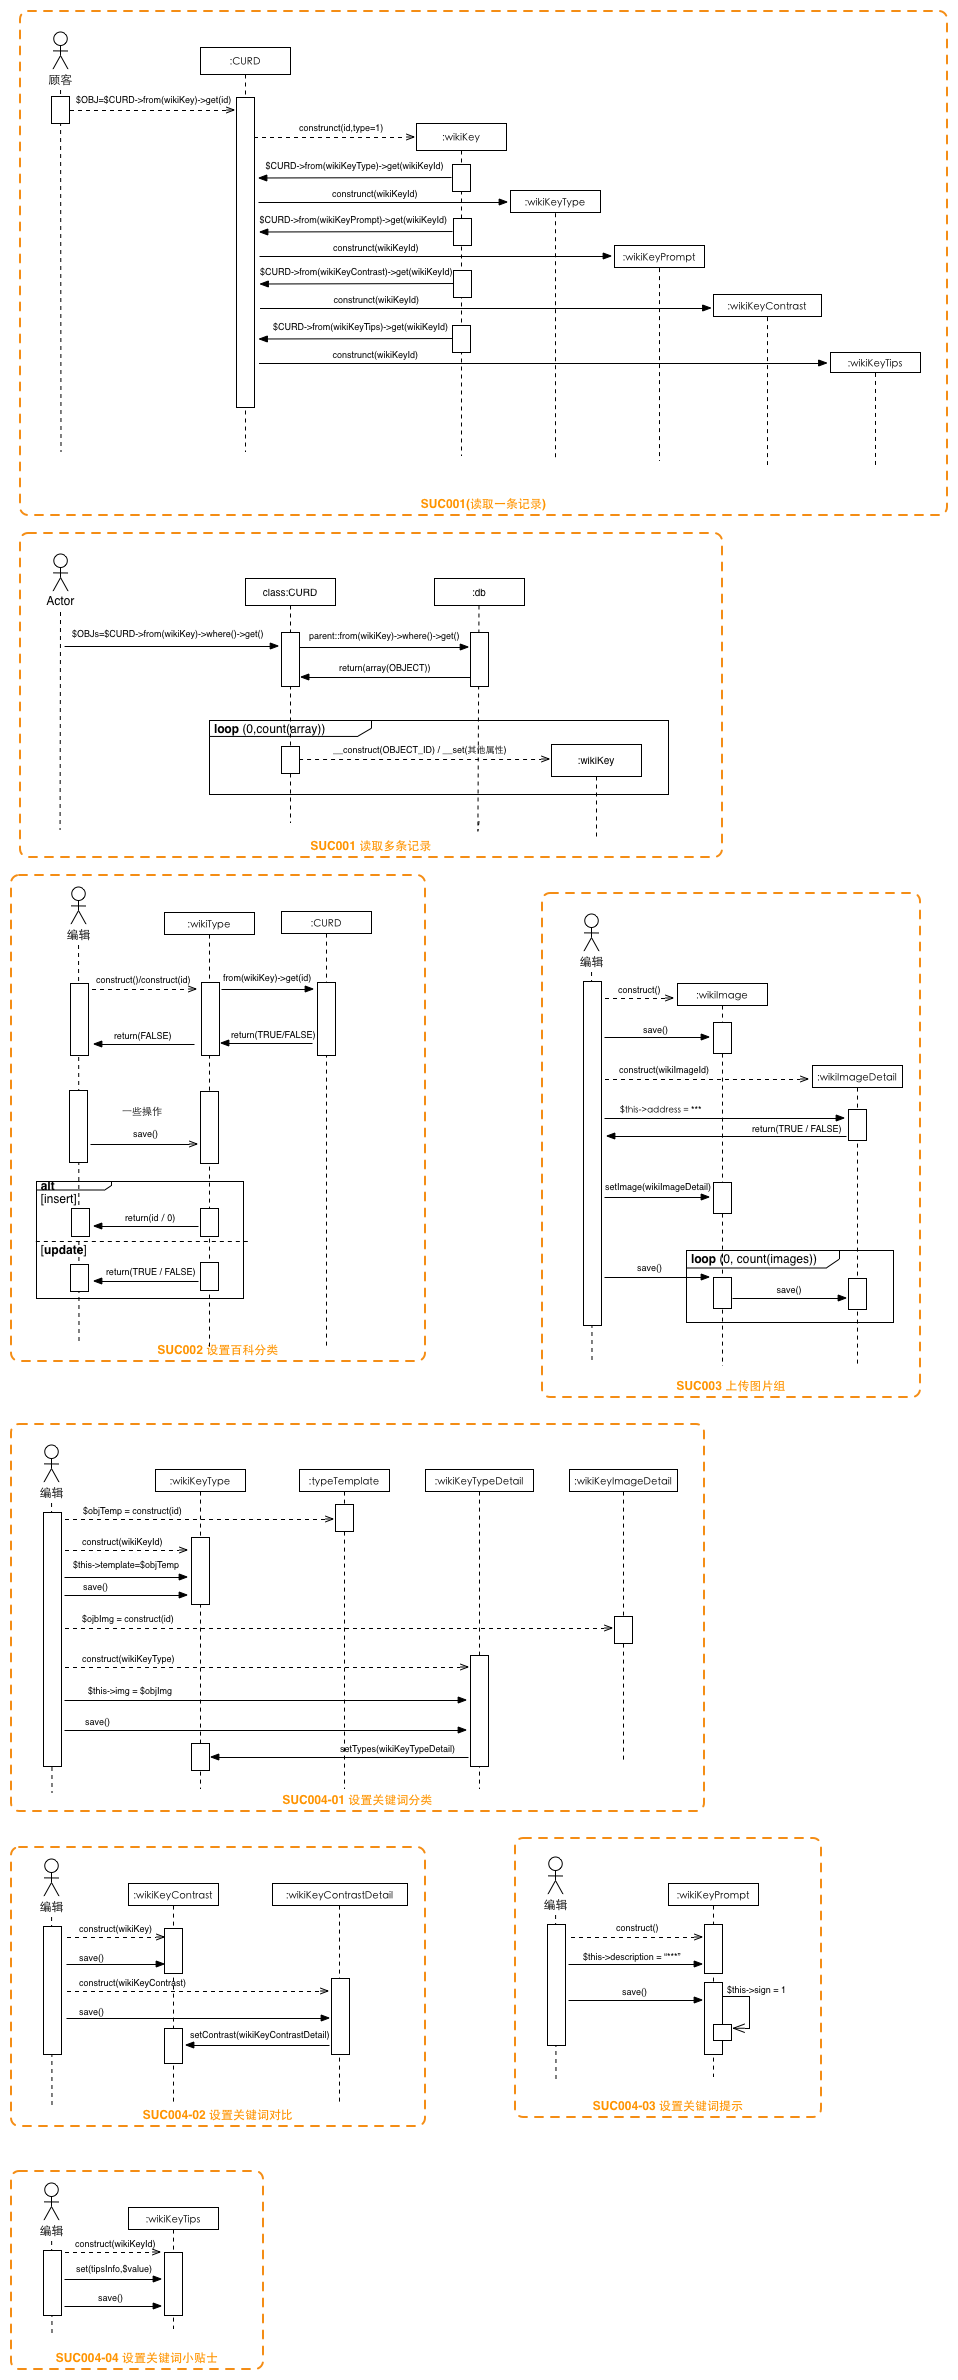 顾客
:CURD
$OBJ=$CURD->from(wikiKey)->get(id)
construnct(id,type=1)
:wikiKey
$CURD->from(wikiKeyType)->get(wikiKeyId)
construnct(wikiKeyId)
:wikiKeyType
$CURD->from(wikiKeyPrompt)->get(wikiKeyId)
construnct(wikiKeyId)
:wikiKeyPrompt
$CURD->from(wikiKeyContrast)->get(wikiKeyId)
construnct(wikiKeyId)
:wikiKeyContrast
$CURD->from(wikiKeyTips)->get(wikiKeyId)
construnct(wikiKeyId)
:wikiKeyTips
SUC001(读取一条记录)
Actor
class:CURD
:db
$OBJs=$CURD->from(wikiKey)->where()->get()
parent::from(wikiKey)->where()->get()
return(array(OBJECT))
loop (0,count(array))
__construct(OBJECT_ID) / __set(其他属性)
:wikiKey
SUC001 读取多条记录
编辑
:wikiType
:CURD
construct()/construct(id)
from(wikiKey)->get(id)
return(FALSE)
return(TRUE/FALSE)
一些操作
save()
alt
[insert]
return(id / 0)
[update]
return(TRUE / FALSE)
SUC002 设置百科分类
编辑
construct()
:wikiImage
save()
construct(wikiImageId)
:wikiImageDetail
$this->address = ***
return(TRUE / FALSE)
setImage(wikiImageDetail)
loop (0, count(images))
save()
save()
SUC003 上传图片组
编辑
:wikiKeyType
:typeTemplate
:wikiKeyTypeDetail
:wikiKeyImageDetail
$objTemp = construct(id)
construct(wikiKeyId)
$this->template=$objTemp
save()
$ojbImg = construct(id)
construct(wikiKeyType)
$this->img = $objImg
save()
setTypes(wikiKeyTypeDetail)
SUC004-01 设置关键词分类
编辑
:wikiKeyContrast
:wikiKeyContrastDetail
construct(wikiKey)
save()
construct(wikiKeyContrast)
save()
setContrast(wikiKeyContrastDetail)
SUC004-02 设置关键词对比
编辑
:wikiKeyPrompt
construct()
$this->description = "***"
save()
$this->sign = 1
SUC004-03 设置关键词提示
编辑
:wikiKeyTips
construct(wikiKeyId)
set(tipsInfo,$value)
save()
SUC004-04 设置关键词小贴士